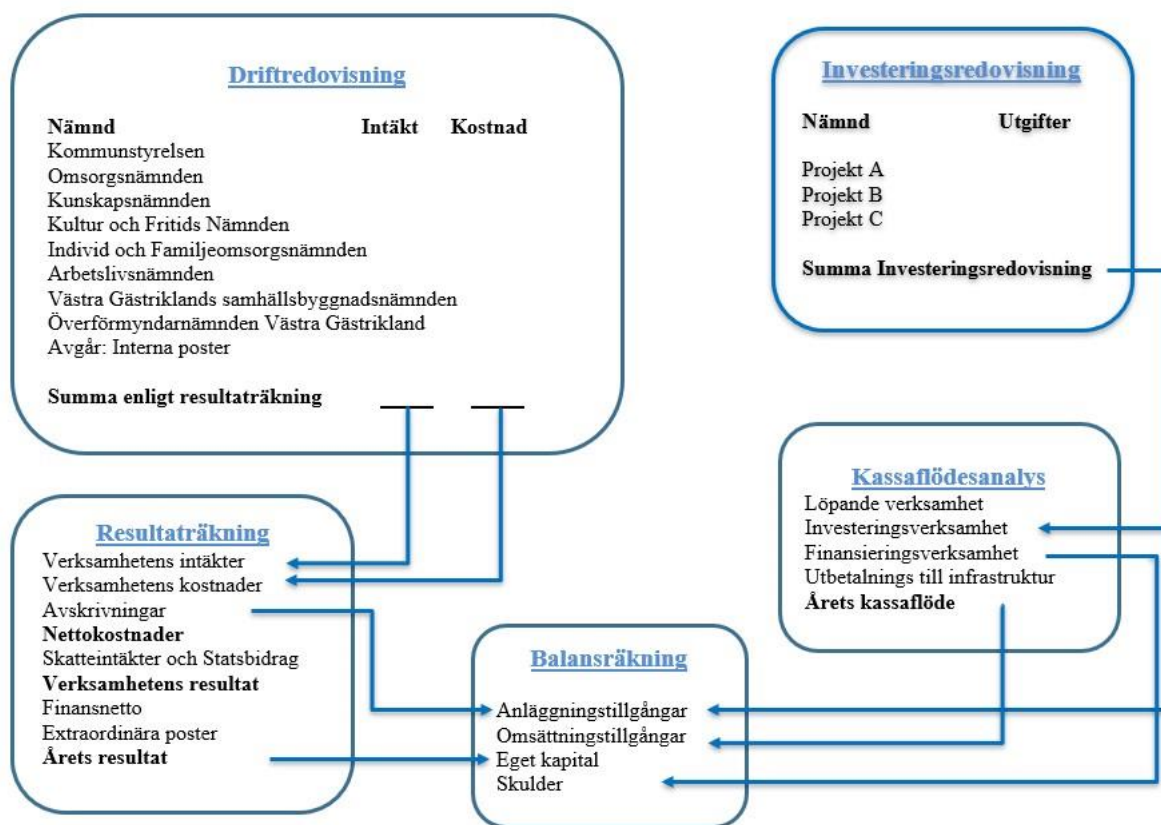 Driftredovisning
Nämnd Intäkt Kostnad
Kommunstyrelsen
Omsorgsnämnden
Kunskapsnämnden
Kultur och Fritids Nämnden
Individ och Familjeomsorgsnämnden
Arbetslivsnämnden
Västra Gästriklands samhällsbyggnadsnämnden
Överförmyndarnämnden Västra Gästrikland
Avgår: Interna poster
Summa enligt resultaträkning
Investeringsredovisning
Nämnd Utgifter
Projekt A
Projekt B
Projekt C
Summa Investeringsredovisning
Resultaträkning
Verksamhetens intäkter
Verksamhetens kostnader
Avskrivningar
Nettokostnader
Skatteintäkter och Statsbidrag
Verksamhetens resultat
Finansnetto
Extraordinära poster
Årets resultat
Kassaflödesanalys
Löpande verksamhet
Investeringsverksamhet
Finansieringsverksamhet
Utbetalnings till infrastruktur
Årets kassaflöde
Balansräkning
Anläggningstillgångar
Omsättningstillgångar
Eget kapital
Skulder